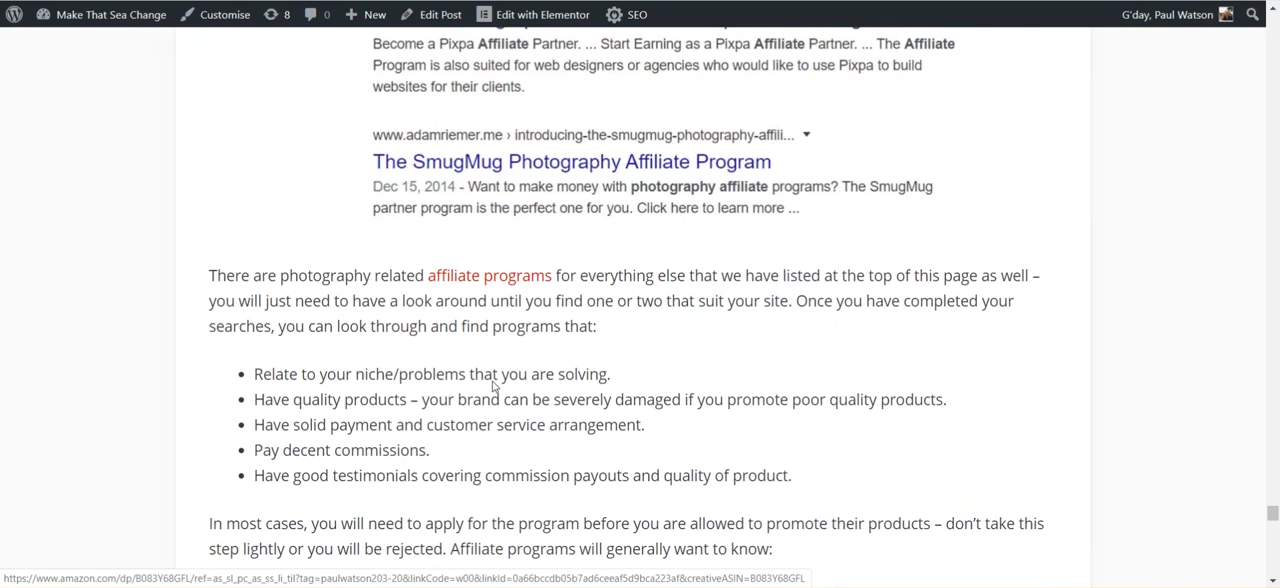 Make That Sea Change Customise 8 0 New Edit Post Edit with Elementor SEO G'day, Paul Watson
Become a Pixpa Affiliate Partner. ... Start Earning as a Pixpa Affiliate Partner. ... The Affiliate
Program is also suited for web designers or agencies who would like to use Pixpa to build
websites for their clients.
www.adamriemer.me › introducing-the-smugmug-photography-affili...
The SmugMug Photography Affiliate Program
Dec 15, 2014 - Want to make money with photography affiliate programs? The SmugMug
partner program is the perfect one for you. Click here to learn more ...
There are photography related affiliate programs for everything else that we have listed at the top of this page as well –
you will just need to have a look around until you find one or two that suit your site. Once you have completed your
searches, you can look through and find programs that:
• Relate to your niche/problems that you are solving.
• Have quality products – your brand can be severely damaged if you promote poor quality products.
• Have solid payment and customer service arrangement.
• Pay decent commissions.
• Have good testimonials covering commission payouts and quality of product.
In most cases, you will need to apply for the program before you are allowed to promote their products – don't take this
step lightly or you will be rejected. Affiliate programs will generally want to know:
https://www.amazon.com/dp/B083Y68GFL/ref=as_sl_pc_as_ss_li_til?tag=paulwatson203-20&linkCode=w00&linkId=0a66bccdb05b7ad6ceeaf5d9bca223af&creativeASIN=B083Y68GFL